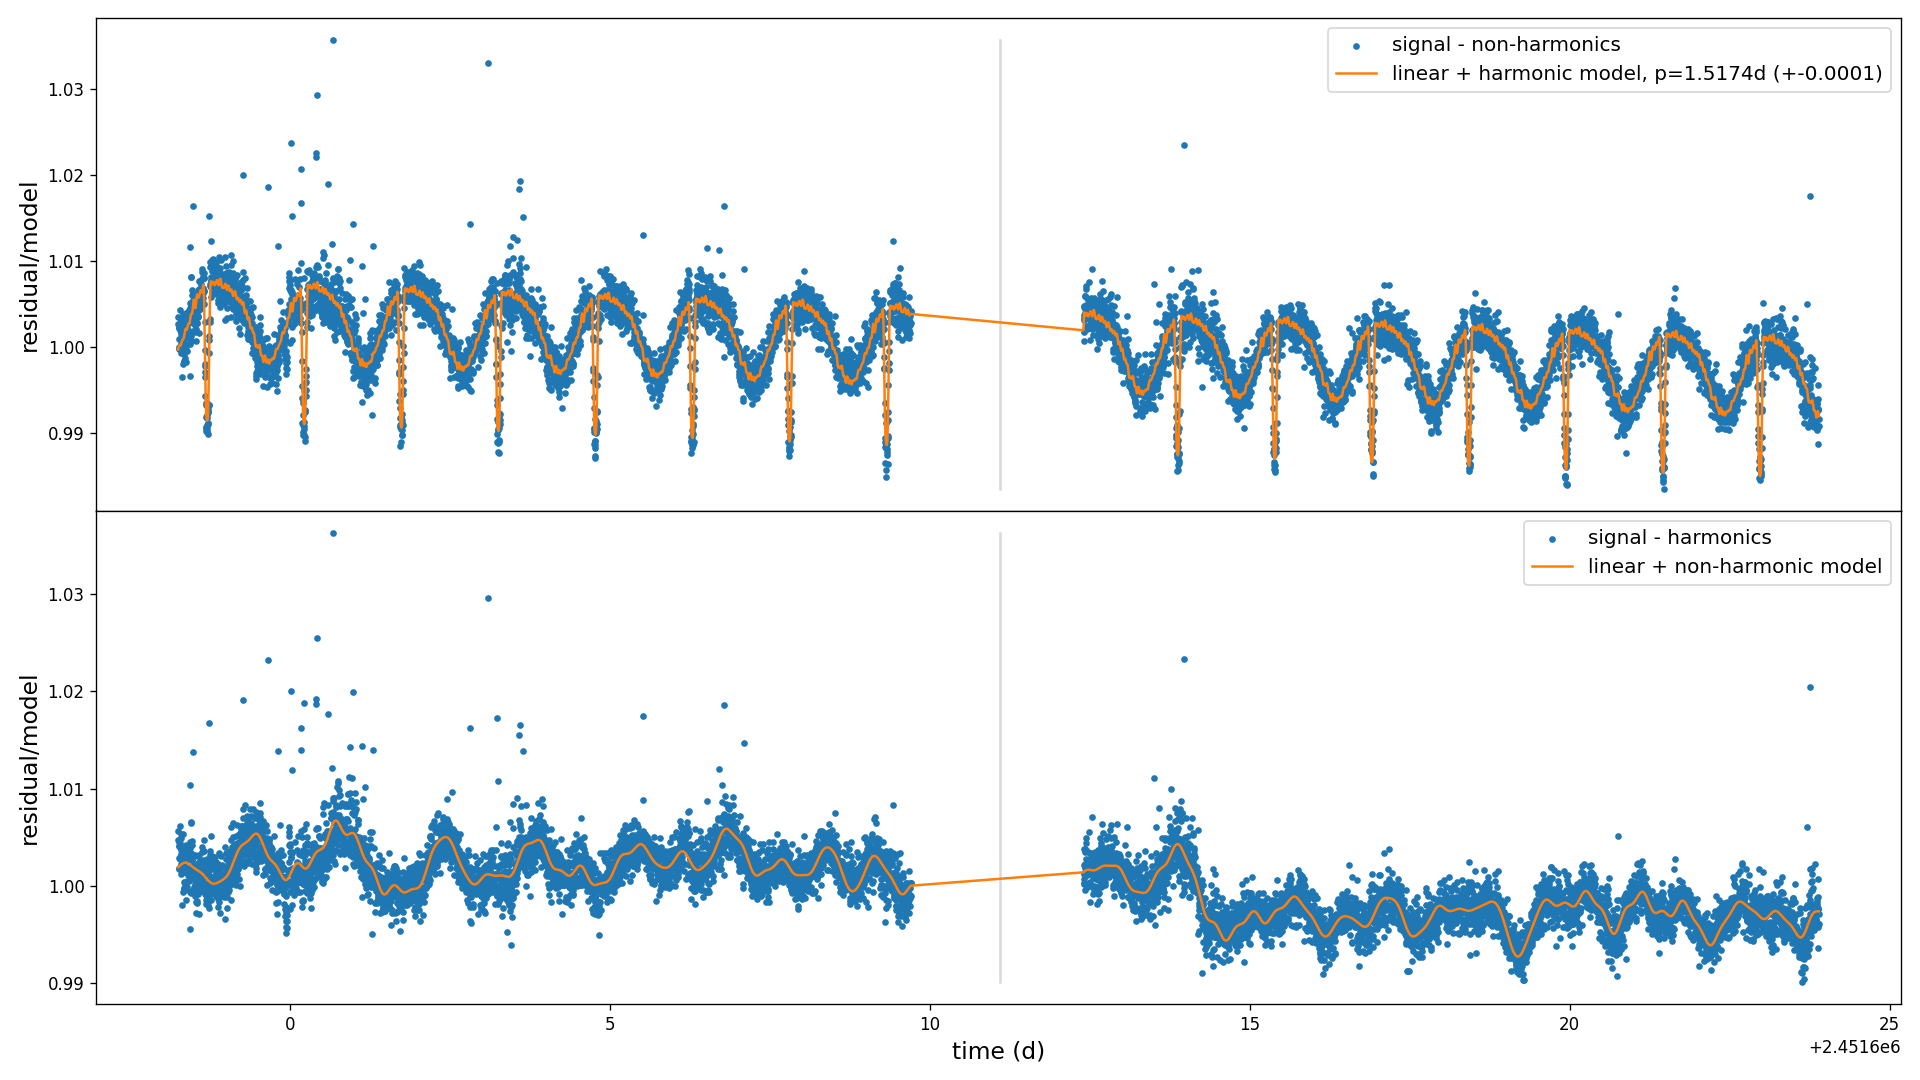 signal - non-harmonics
linear + harmonic model, p=1.5174d (+-0.0001)
1.03
1.02
1.01
1.00
0.99
residual/model
signal - harmonics
linear + non-harmonic model
1.03
1.02
1.01
1.00
0.99
residual/model
0 5 10 15 20 25
time (d)
+2.4516e6